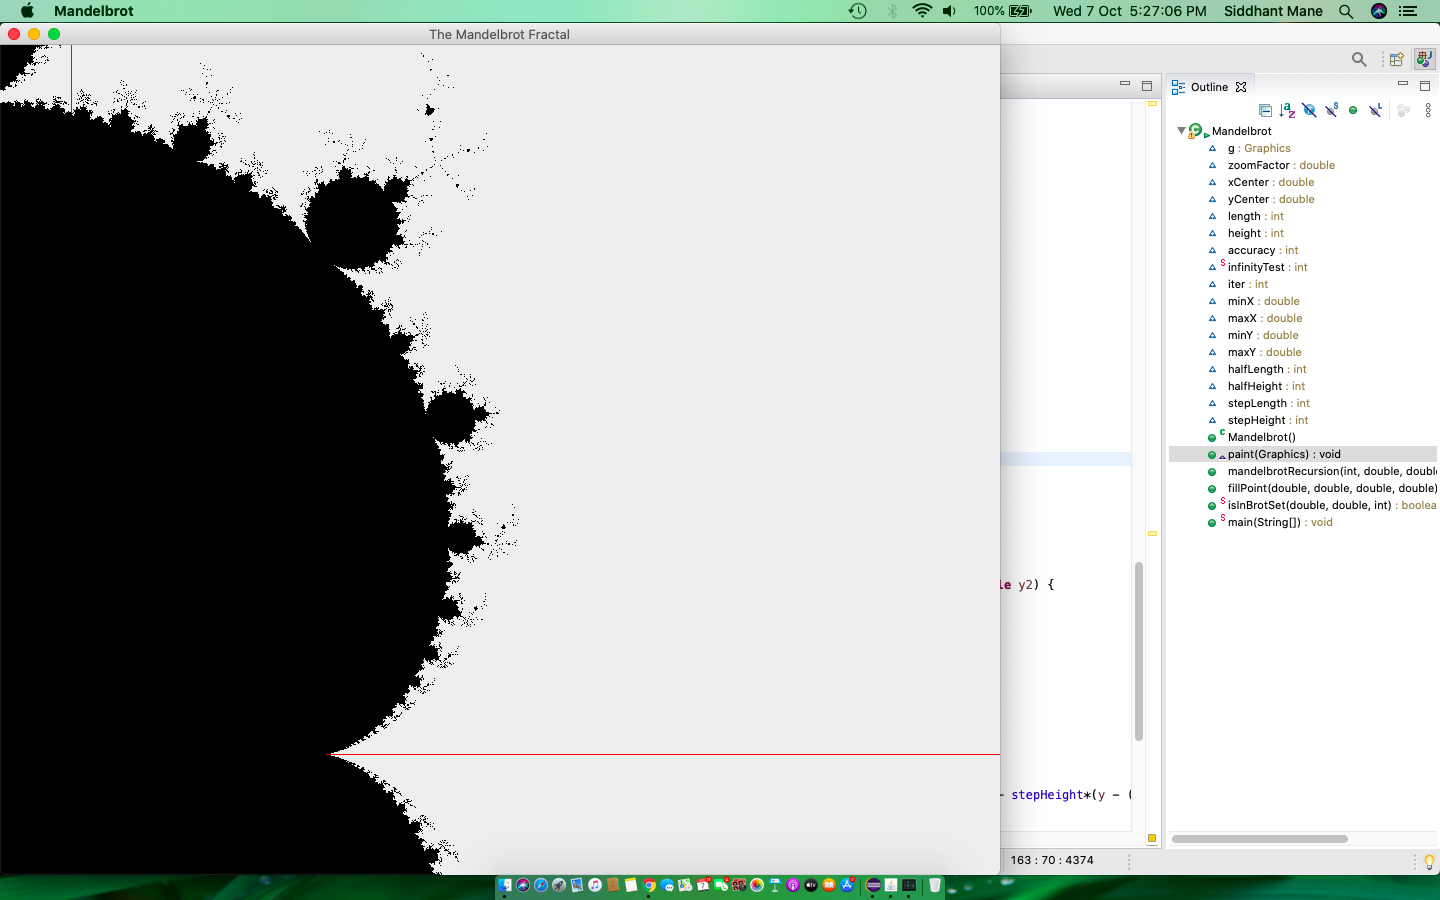 Mandelbrot
100%
Wed 7 Oct 5:27:06 PM
Siddhant Mane
The Mandelbrot Fractal
Outline
Mandelbrot
g : Graphics
zoomFactor : double
xCenter : double
yCenter : double
length : int
height : int
accuracy : int
infinityTest : int
iter : int
minX : double
maxX : double
minY : double
maxY : double
halfLength : int
halfHeight : int
stepLength : int
stepHeight : int
Mandelbrot()
paint(Graphics) : void
mandelbrotRecursion(int, double, doubl
fillPoint(double, double, double, double)
isInBrotSet(double, double, int) : boolea
main(String[]) : void
le y2) {
- stepHeight*(y - (
163 : 70 : 4374